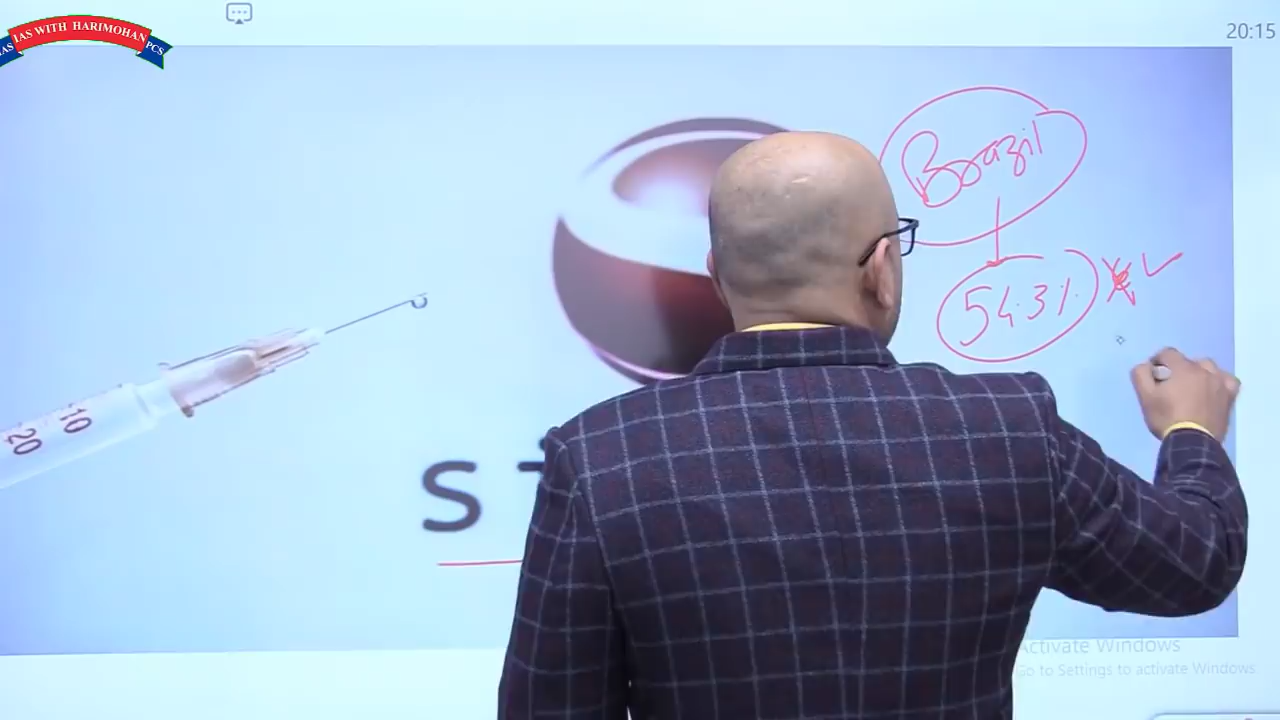 IAS WITH HARIMOHAN PCS
20:15
Brazil
54.3%
10
20
si
Activate Windows
Go to Settings to activate Windows